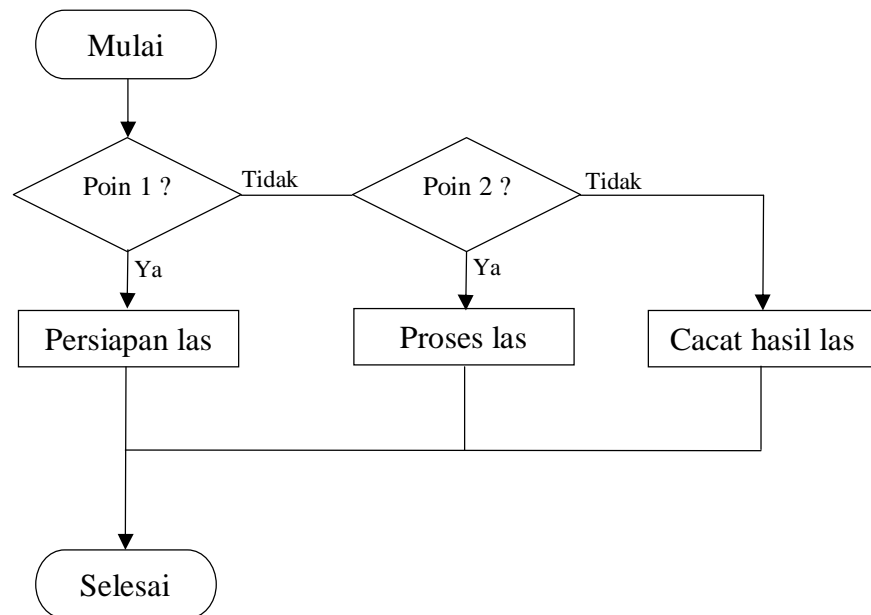 Mulai
Poin 1 ?
Tidak
Poin 2 ?
Tidak
Ya
Ya
Persiapan las
Proses las
Cacat hasil las
Selesai